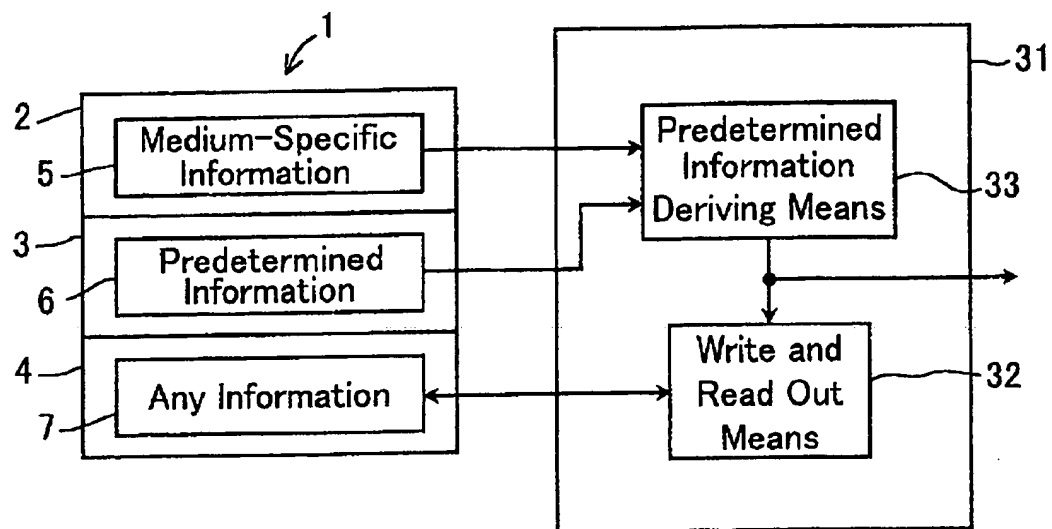 1
31
2
Medium-Specific
Information
5
Predetermined
Information
Deriving Means
33
3
Predetermined
Information
6
4
Any Information
7
Write and
Read Out
Means
32